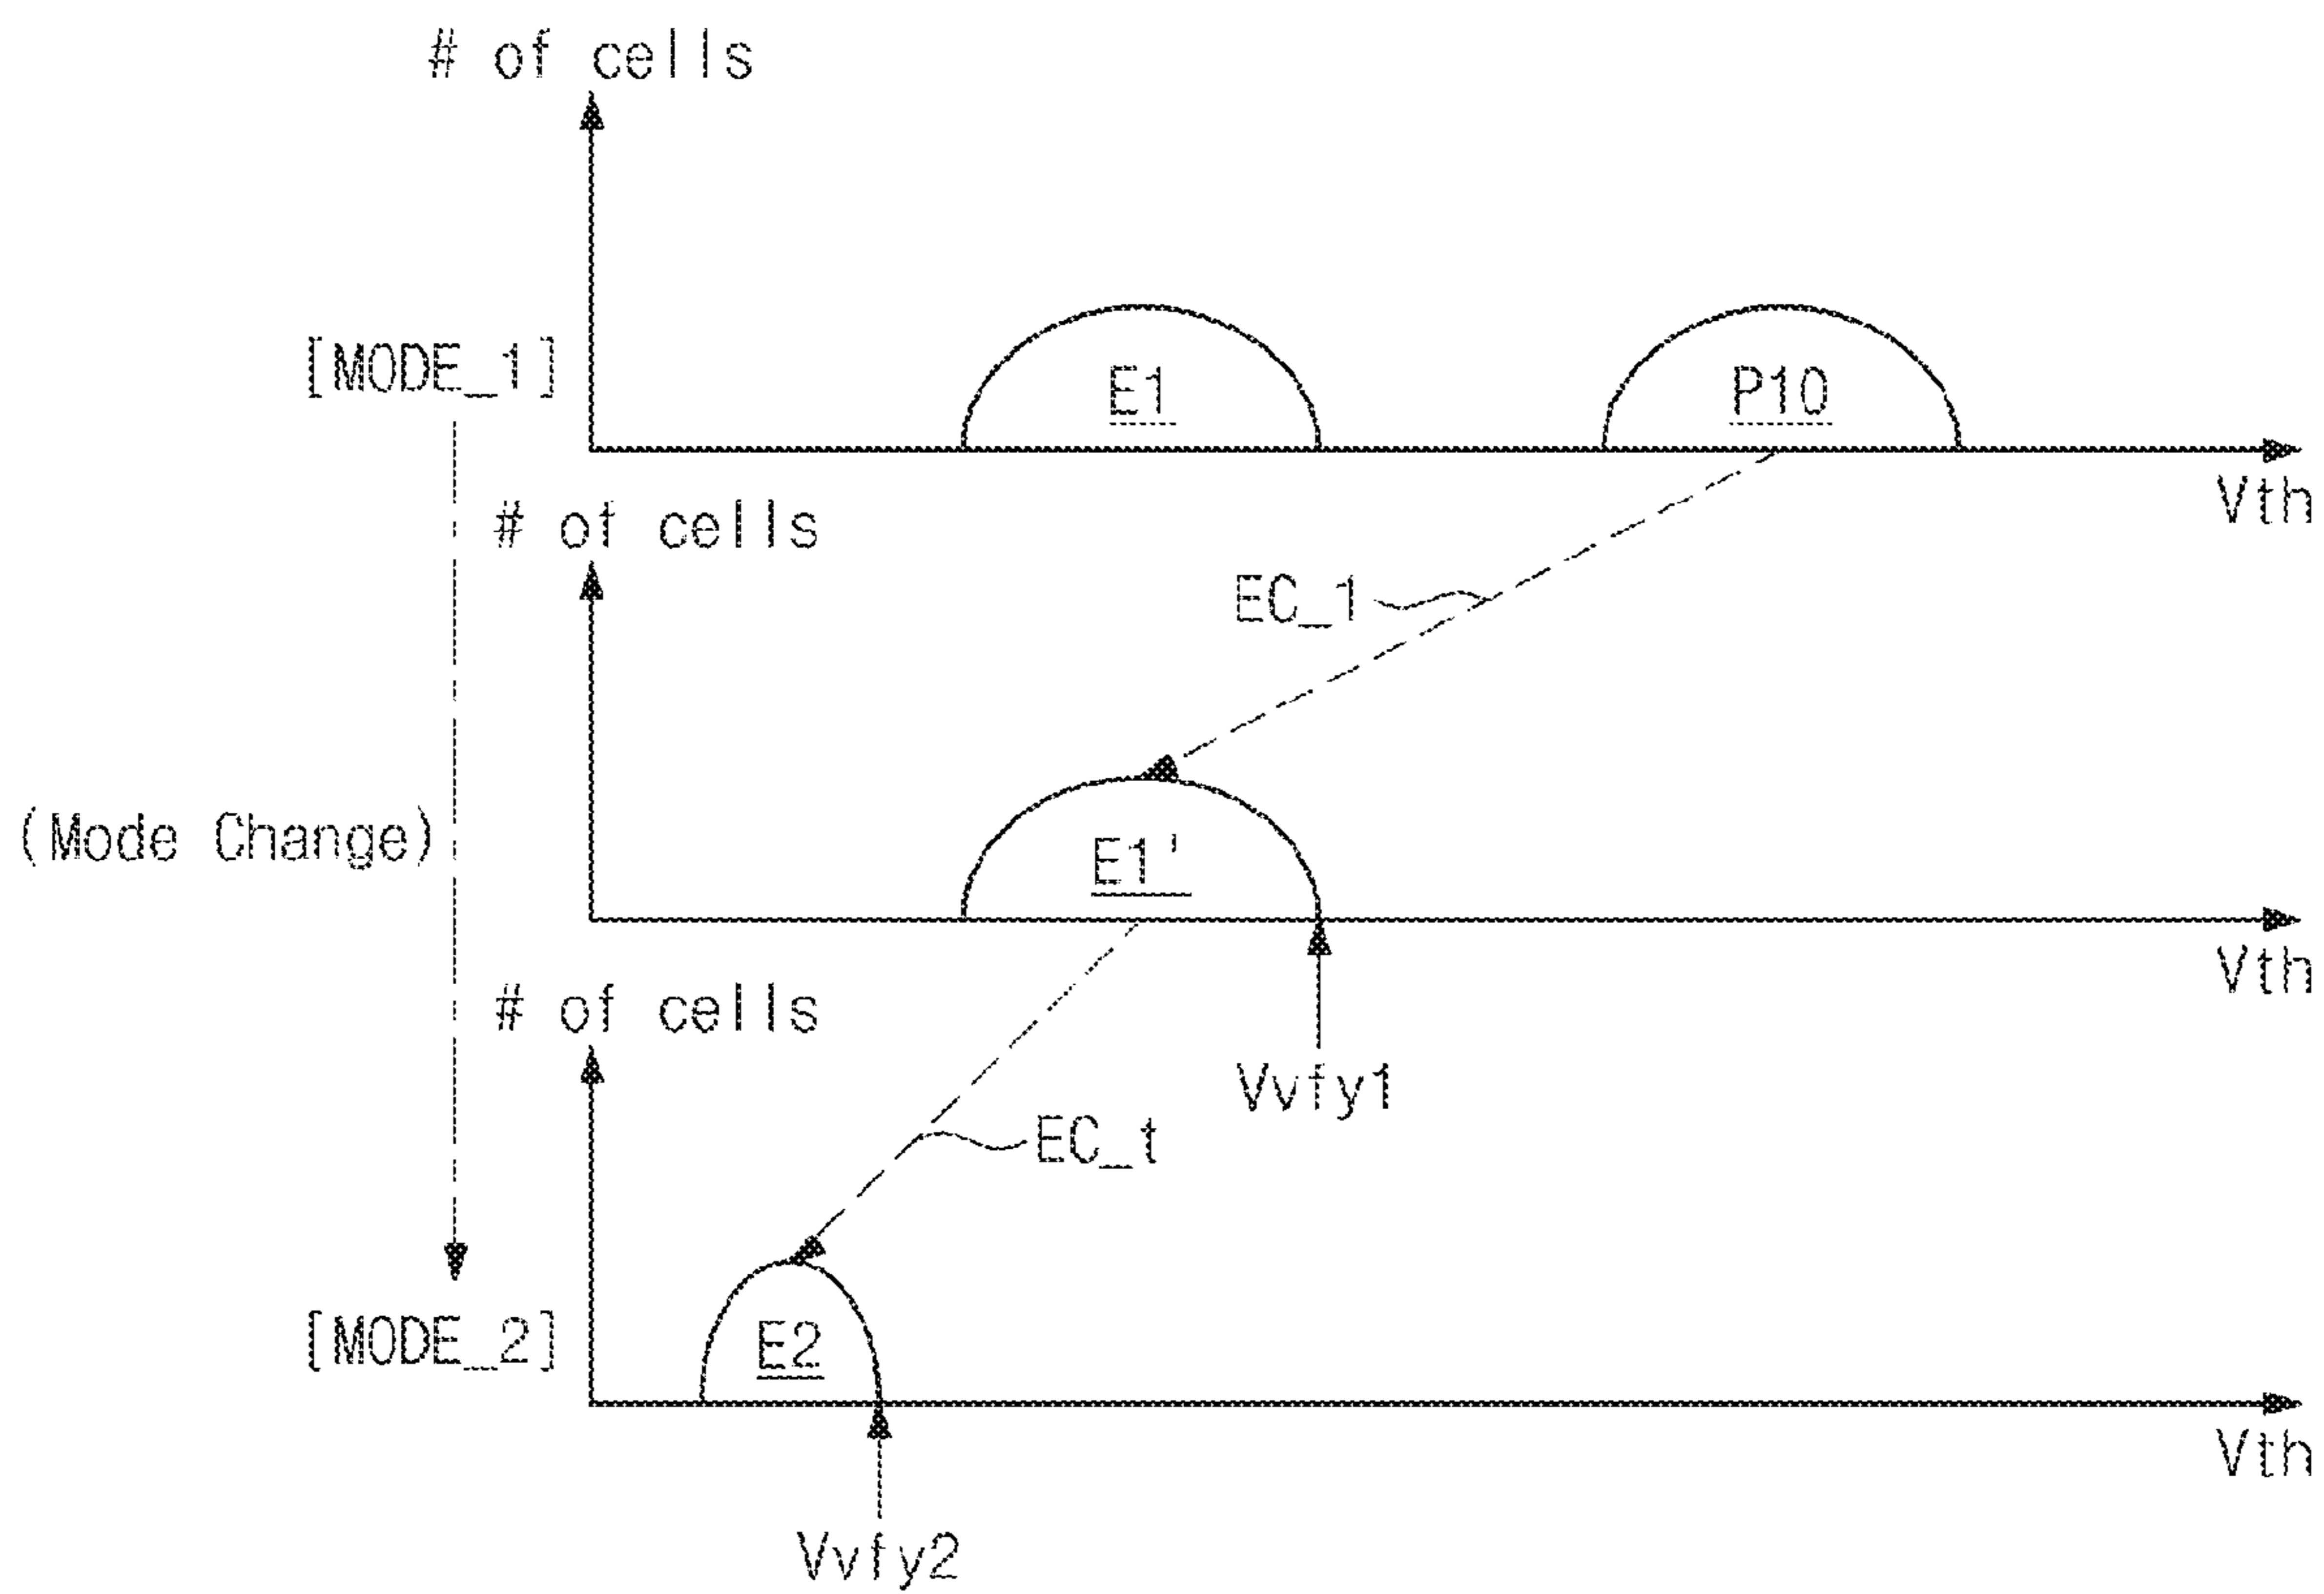 # of cells
[MODE_1]
E1
P10
Vth
# of cells
EC_1
(Mode Change)
E1'
Vth
Vvfy1
# of cells
EC_t
[MODE_2]
E2
Vth
Vvfy2